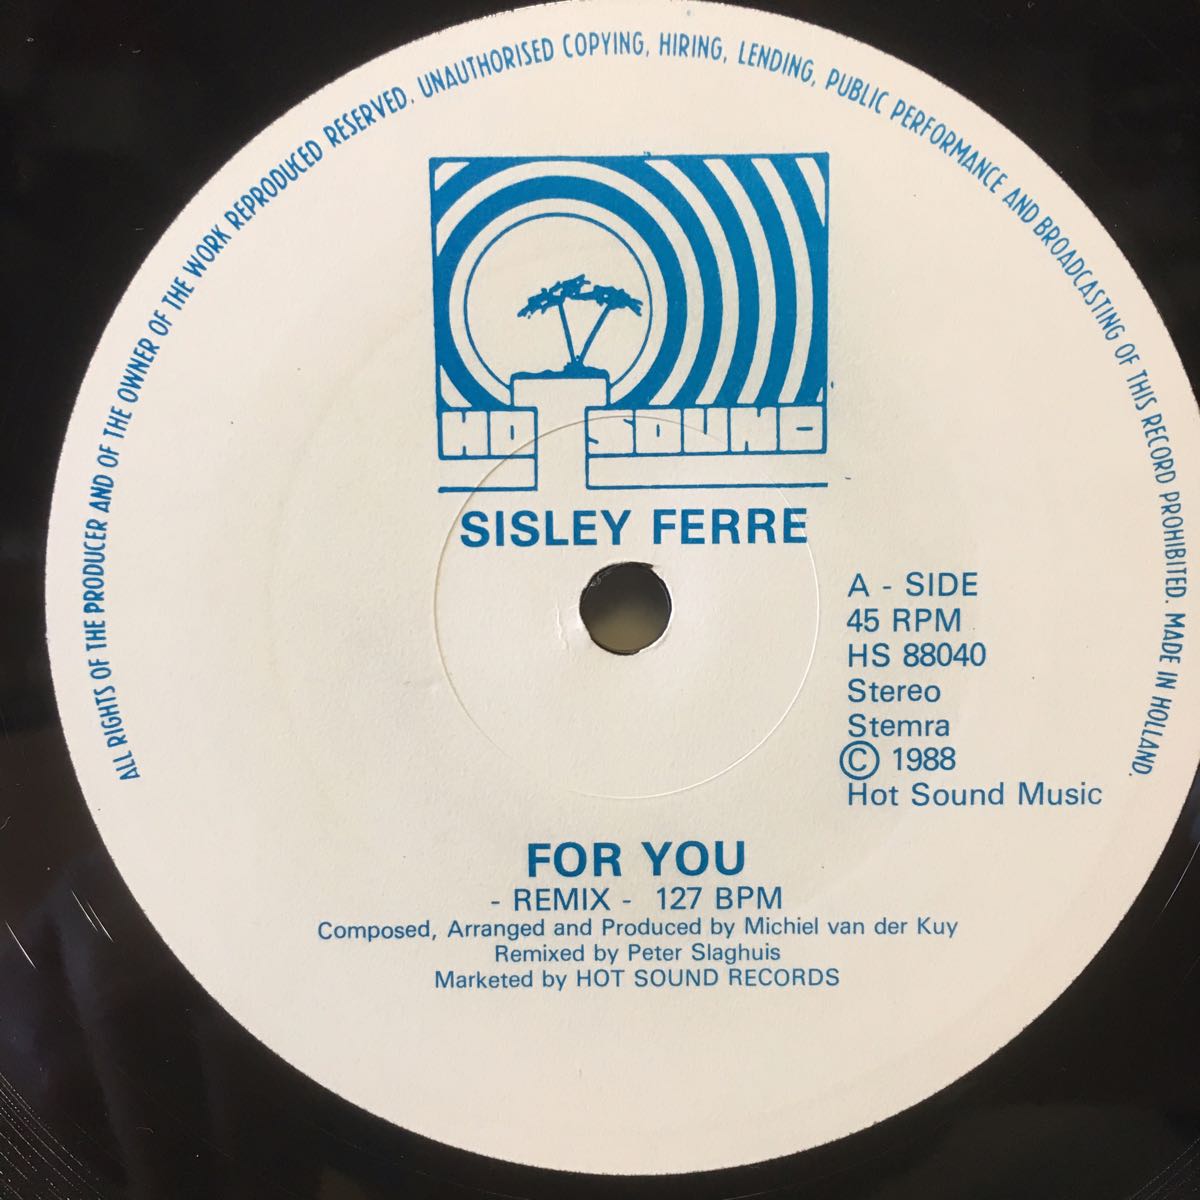 ALL RIGHTS OF THE PRODUCER AND OF THE OWNER OF THE WORK REPRODUCED RESERVED. UNAUTHORISED COPYING, HIRING, LENDING, PUBLIC PERFORMANCE AND BROADCASTING OF THIS RECORD PROHIBITED. MADE IN HOLLAND.
HOT SOUND
SISLEY FERRE
A - SIDE
45 RPM
HS 88040
Stereo
Stemra
© 1988
Hot Sound Music
FOR YOU
- REMIX - 127 BPM
Composed, Arranged and Produced by Michiel van der Kuy
Remixed by Peter Slaghuis
Marketed by HOT SOUND RECORDS